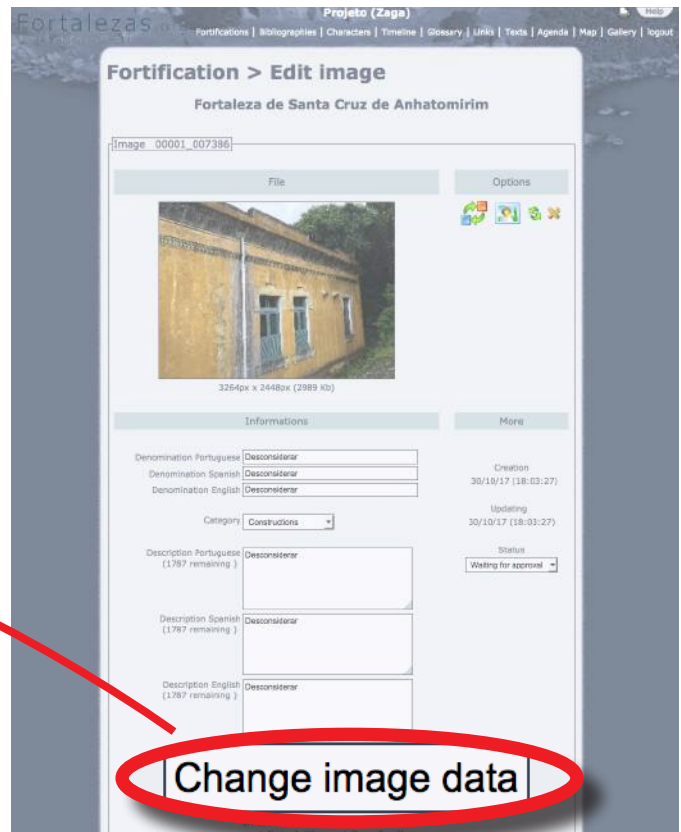 Projeto (Zaga)
Help
Fortalezas.org
Fortifications | Bibliographies | Characters | Timeline | Glossary | Links | Texts | Agenda | Map | Gallery | logout
Fortification > Edit image
Fortaleza de Santa Cruz de Anhatomirim
Image 00001_007386
File
Options
3264px x 2448px (2989 Kb)
Informations
More
Denomination Portuguese Desconsiderar
Denomination Spanish Desconsiderar
Denomination English Desconsiderar
Creation
30/10/17 (18:03:27)
Category Constructions
Updating
30/10/17 (18:03:27)
Description Portuguese Desconsiderar
(1787 remaining )
Status
Waiting for approval
Description Spanish Desconsiderar
(1787 remaining )
Description English Desconsiderar
(1787 remaining )
Change image data